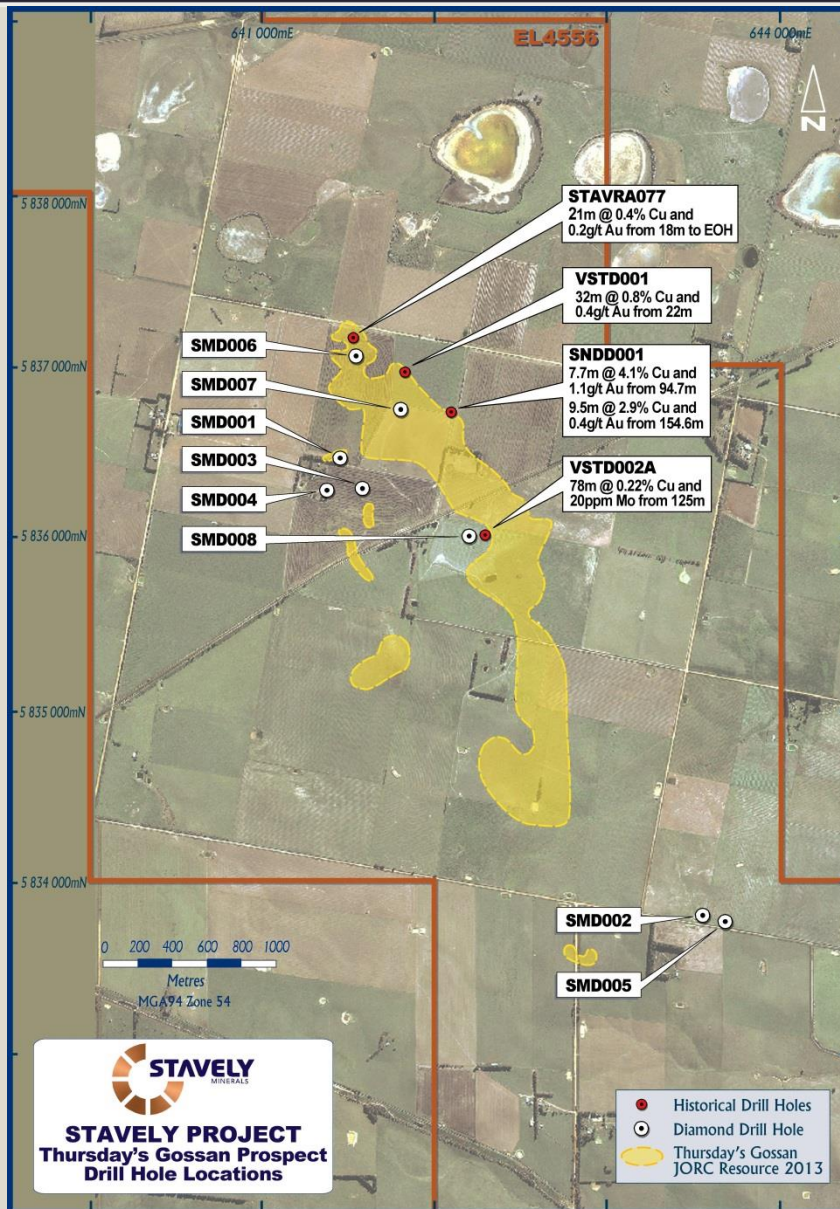 641 000mE
EL4556
644 000mE
N
5 838 000mN
STAVRA077
21m @ 0.4% Cu and
0.2g/t Au from 18m to EOH
VSTD001
32m @ 0.8% Cu and
0.4g/t Au from 22m
SMD006
5 837 000mN
SNDD001
7.7m @ 4.1% Cu and
1.1g/t Au from 94.7m
9.5m @ 2.9% Cu and
0.4g/t Au from 154.6m
SMD007
SMD001
SMD003
SMD004
VSTD002A
78m @ 0.22% Cu and
20ppm Mo from 125m
SMD008
5 836 000mN
5 835 000mN
5 834 000mN
SMD002
SMD005
0 200 400 600 800 1000
Metres
MGA94 Zone 54
STAVELY
MINERALS
STAVELY PROJECT
Thursday's Gossan Prospect
Drill Hole Locations
Historical Drill Holes
Diamond Drill Hole
Thursday's Gossan
JORC Resource 2013